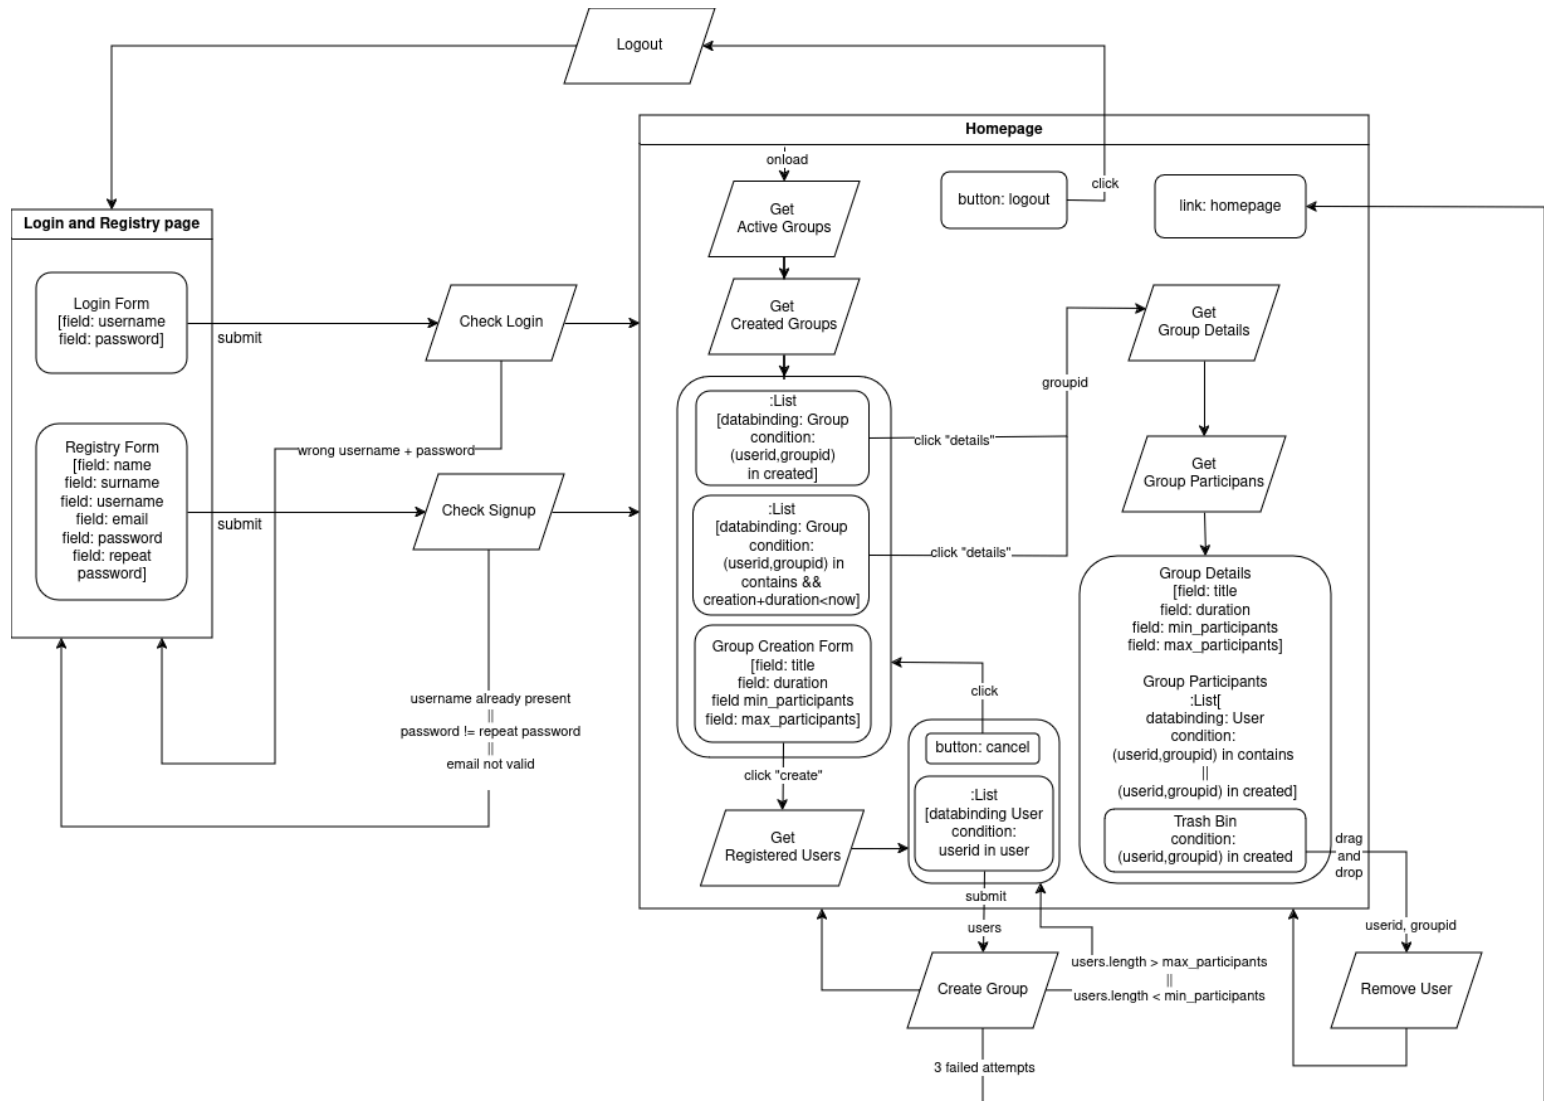 Logout
Homepage
onload
Get
Active Groups
button: logout
click
link: homepage
Login and Registry page
Login Form
[field: username
field: password]
submit
Check Login
wrong username + password
Registry Form
[field: name
field: surname
field: username
field: email
field: password
field: repeat
password]
submit
Check Signup
username already present
||
password != repeat password
||
email not valid
Get
Created Groups
:List
[databinding: Group
condition:
(userid,groupid)
in created]
click "details"
:List
[databinding: Group
condition:
(userid,groupid) in
contains &&
creation+duration<now]
click "details"
groupid
Group Creation Form
[field: title
field: duration
field min_participants
field: max_participants]
click "create"
Get
Registered Users
click
button: cancel
:List
[databinding User
condition:
userid in user
submit
users
Create Group
users.length > max_participants
||
users.length < min_participants
3 failed attempts
Get
Group Details
Get
Group Participans
Group Details
[field: title
field: duration
field: min_participants
field: max_participants]
Group Participants
:List[
databinding: User
condition:
(userid,groupid) in contains
||
(userid,groupid) in created]
Trash Bin
condition:
(userid,groupid) in created
drag
and
drop
userid, groupid
Remove User